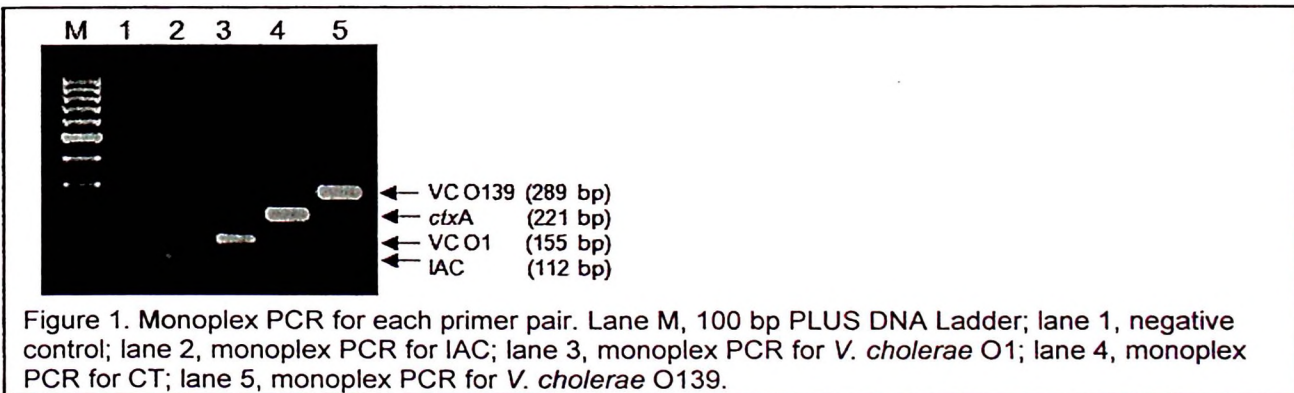 M 1 2 3 4 5
VC O139 (289 bp)
ctxA (221 bp)
VC O1 (155 bp)
IAC (112 bp)
Figure 1. Monoplex PCR for each primer pair. Lane M, 100 bp PLUS DNA Ladder; lane 1, negative
control; lane 2, monoplex PCR for IAC; lane 3, monoplex PCR for V. cholerae O1; lane 4, monoplex
PCR for CT; lane 5, monoplex PCR for V. cholerae O139.